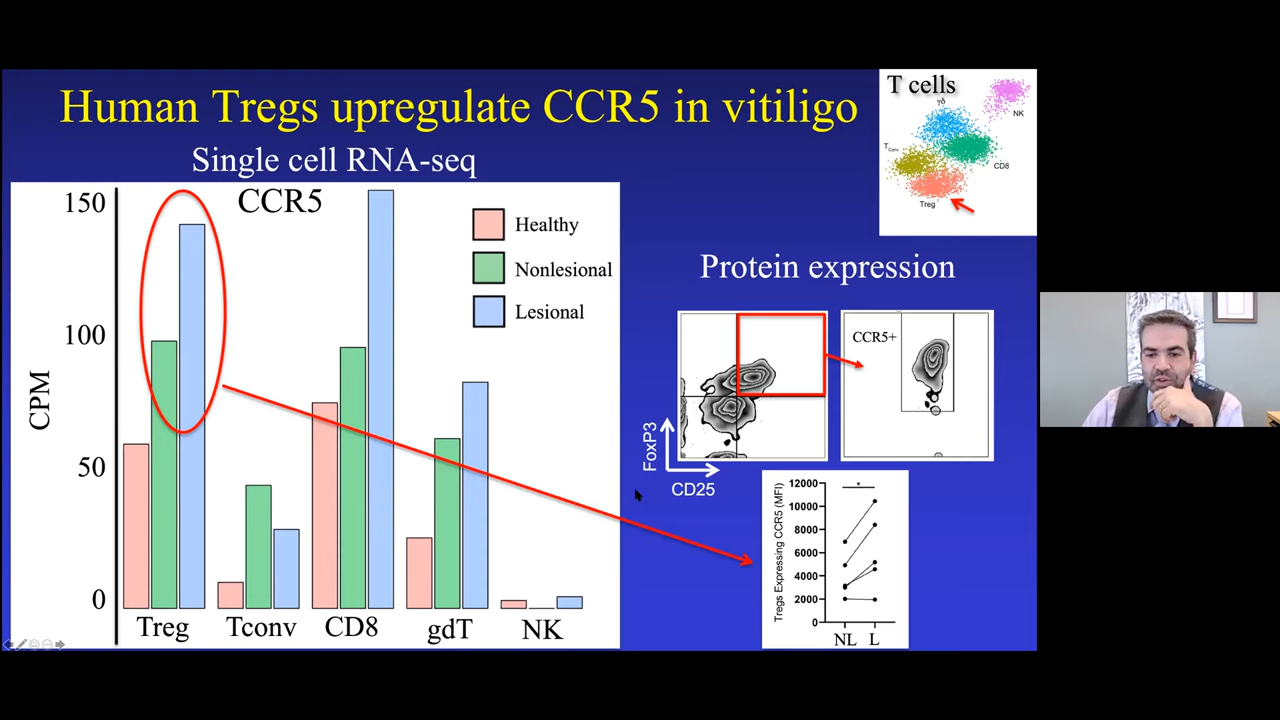 Human Tregs upregulate CCR5 in vitiligo
Single cell RNA-seq
CCR5
150
100
50
0
CPM
Healthy
Nonlesional
Lesional
Treg
Tconv
CD8
gdT
NK
T cells
γδ
NK
TConv
CD8
Treg
Protein expression
CCR5+
FoxP3
CD25
Tregs Expressing CCR5 (MFI)
12000
10000
8000
6000
4000
2000
0
*
NL
L